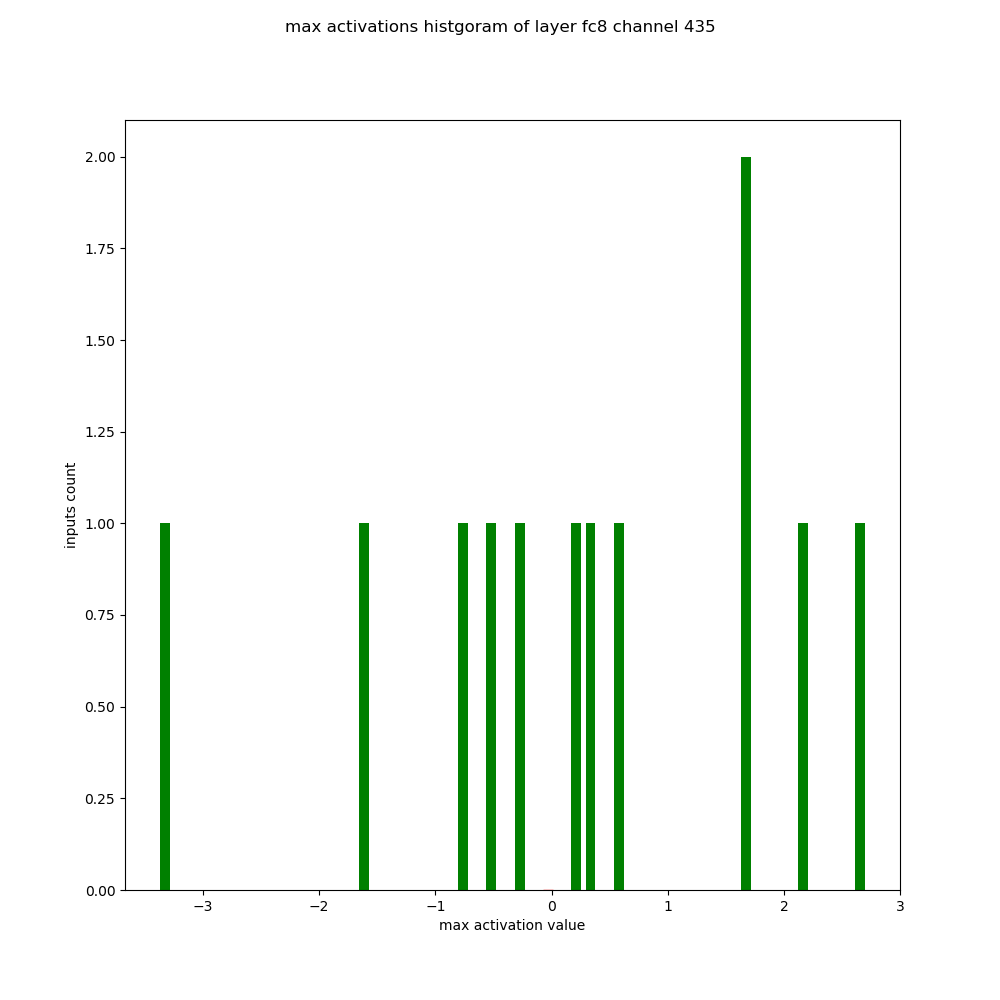 max activations histgoram of layer fc8 channel 435
2.00
1.75
1.50
1.25
1.00
0.75
0.50
0.25
0.00
inputs count
−3 −2 −1 0 1 2 3
max activation value